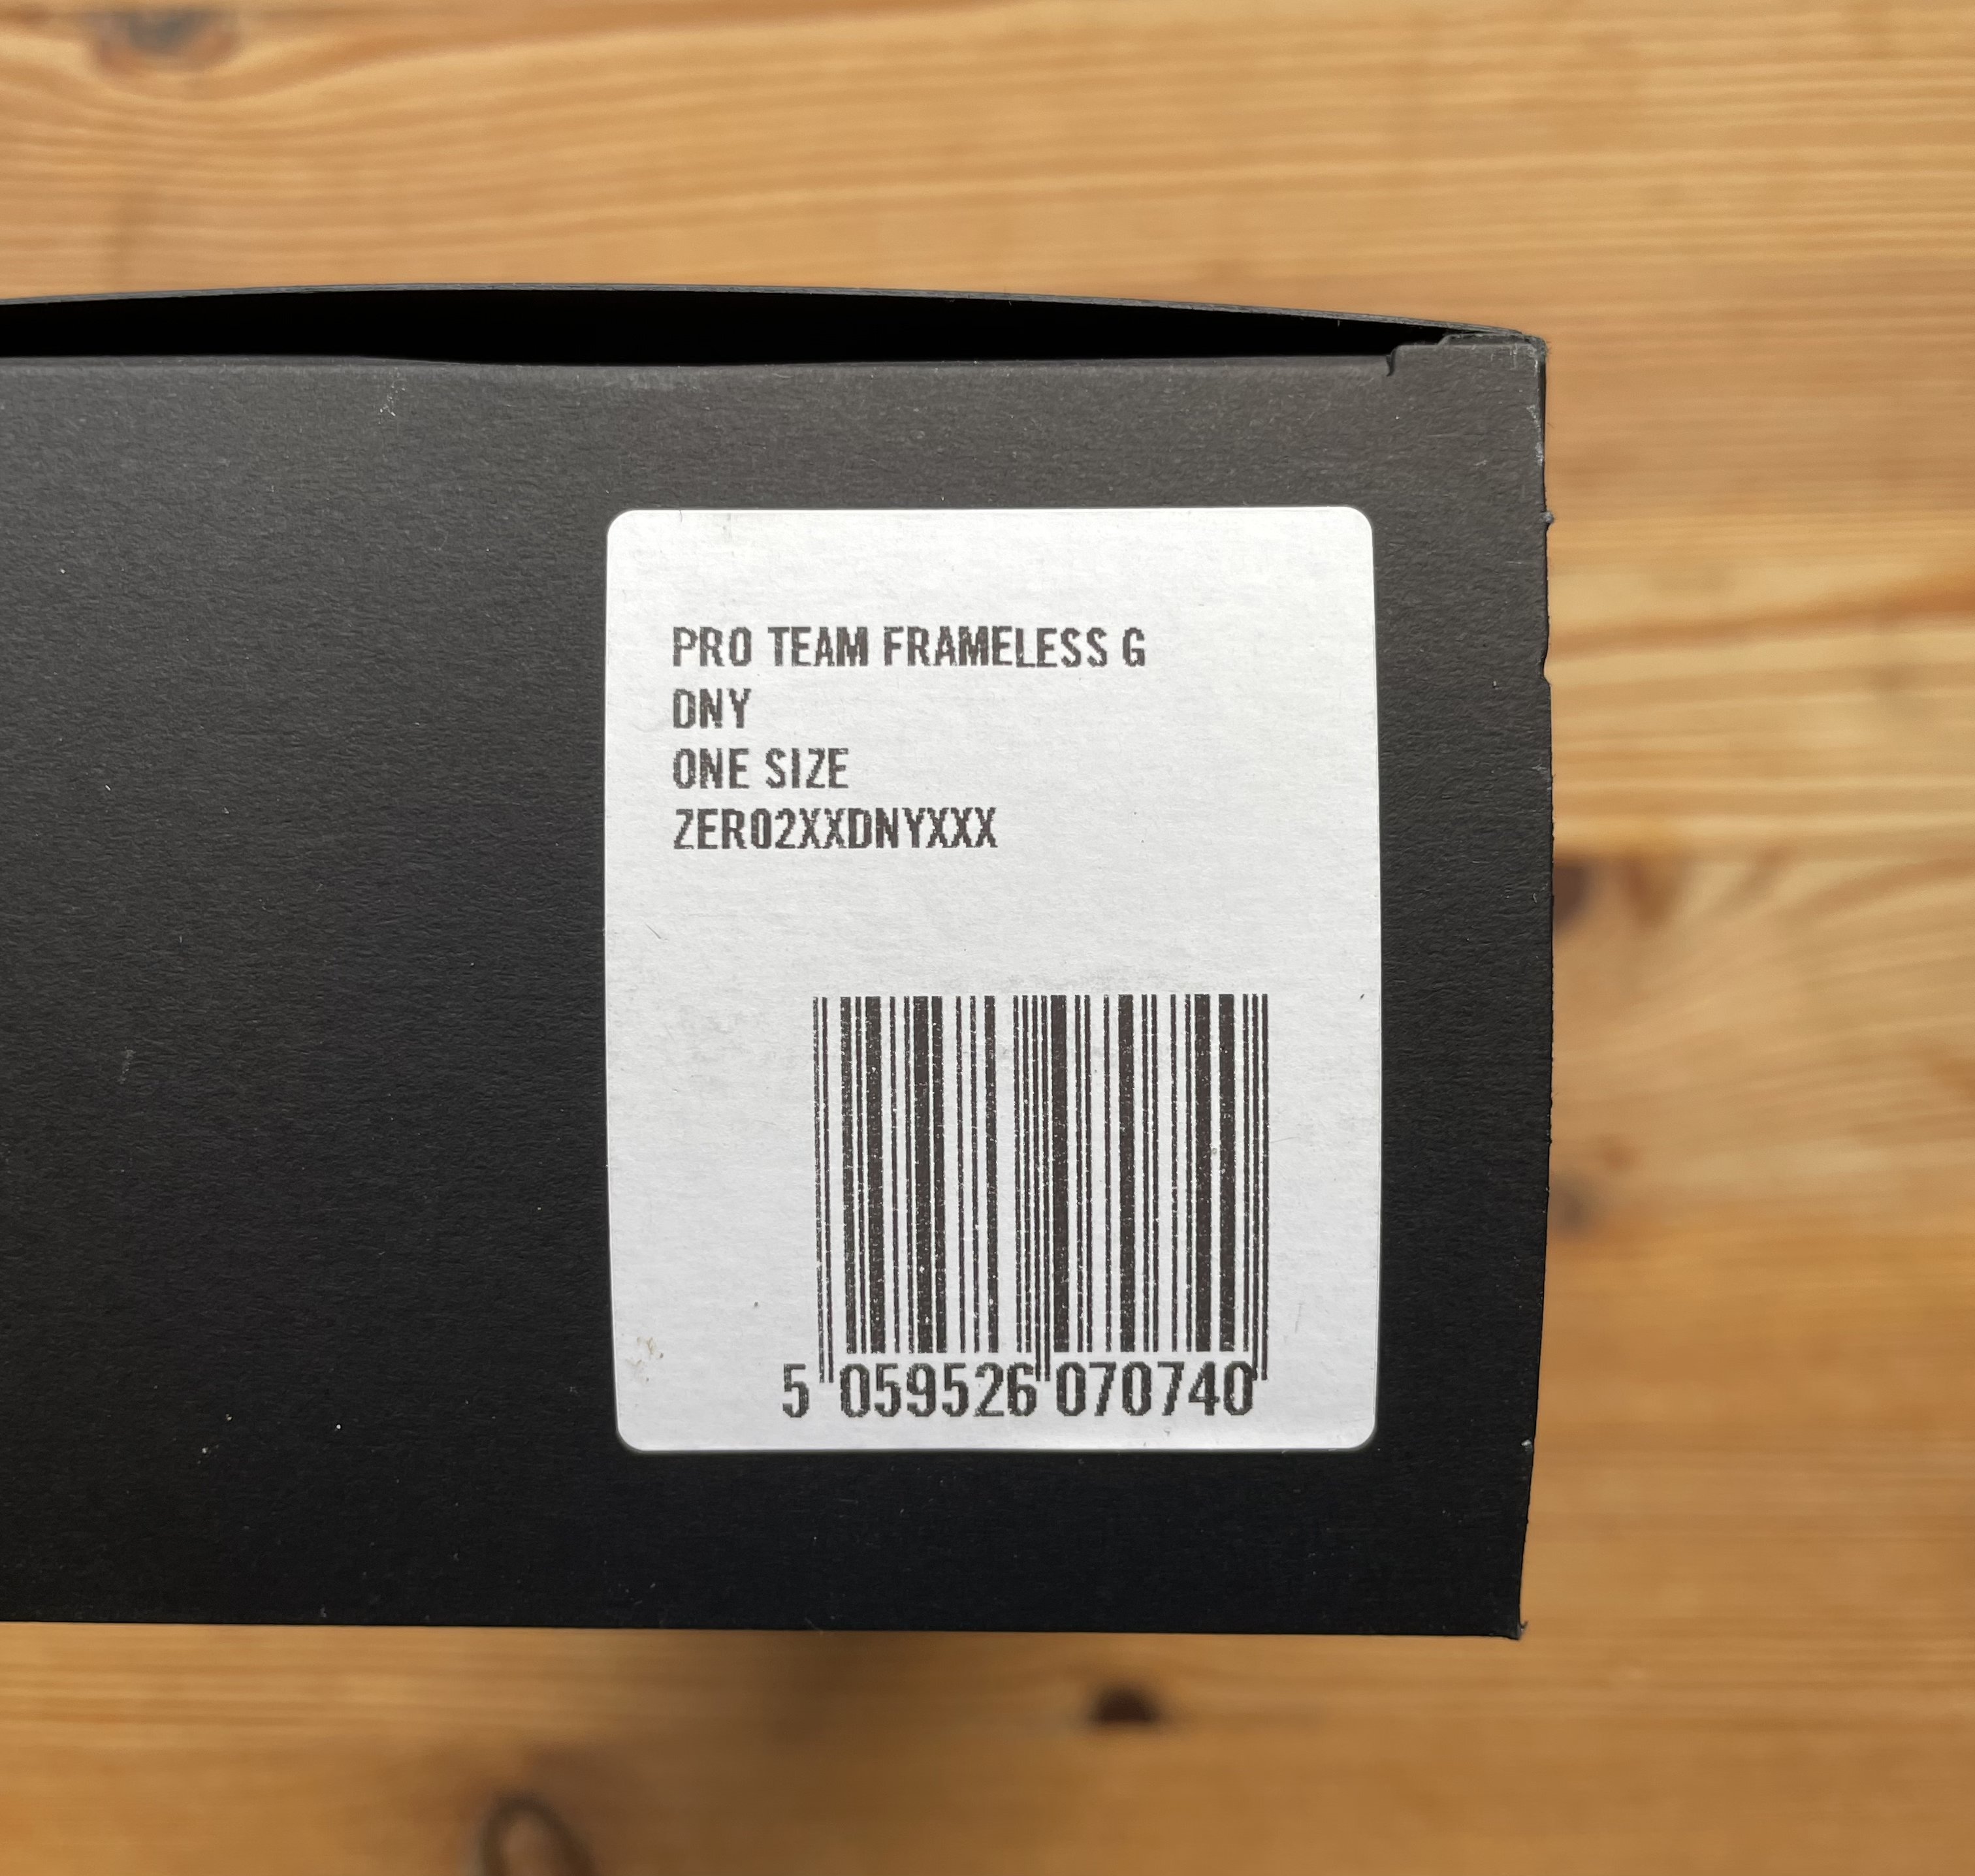 PRO TEAM FRAMELESS G
DNY
ONE SIZE
ZER02XXDNYXXX
5 059526 070740